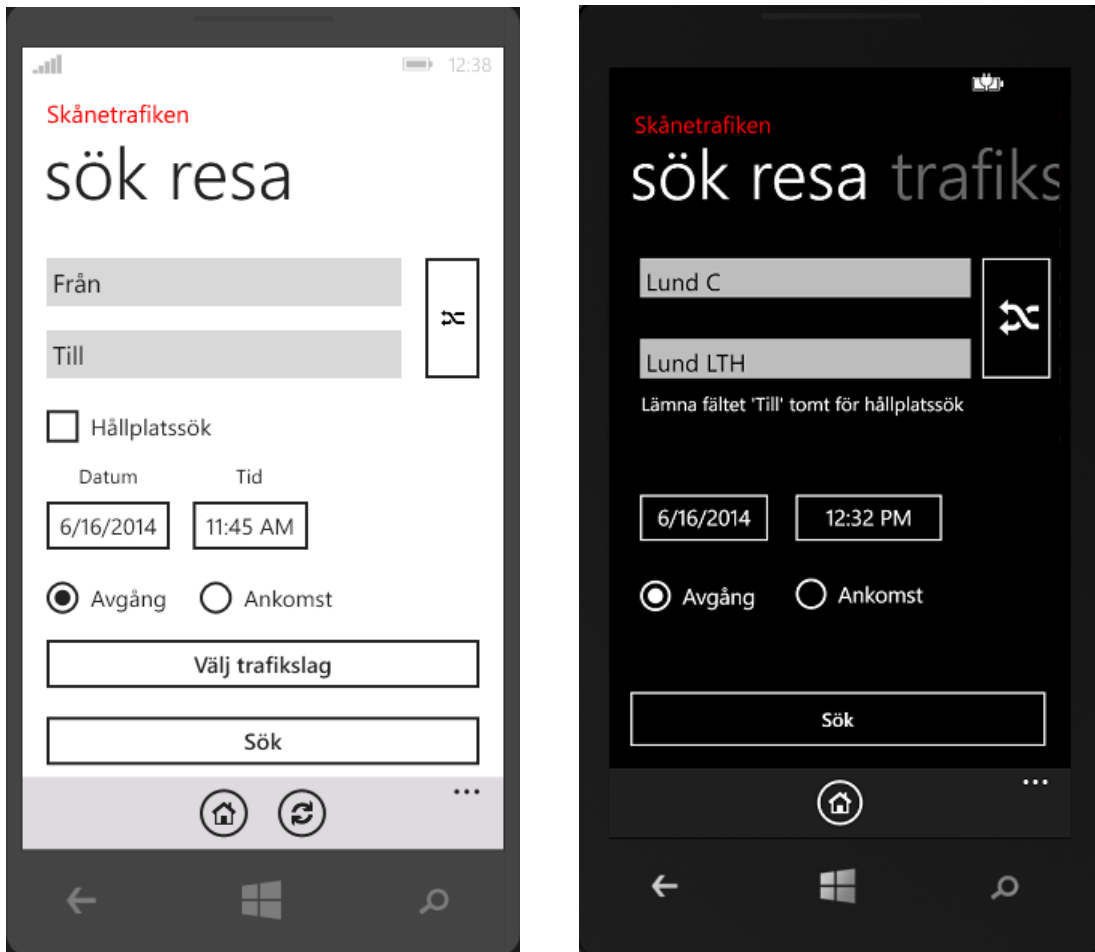 12:38
Skånetrafiken
sök resa
Från
Till
Hållplatssök
Datum Tid
6/16/2014 11:45 AM
Avgång Ankomst
Välj trafikslag
Sök
...
Skånetrafiken
sök resa trafiks
Lund C
Lund LTH
Lämna fältet 'Till' tomt för hållplatssök
6/16/2014 12:32 PM
Avgång Ankomst
Sök
...